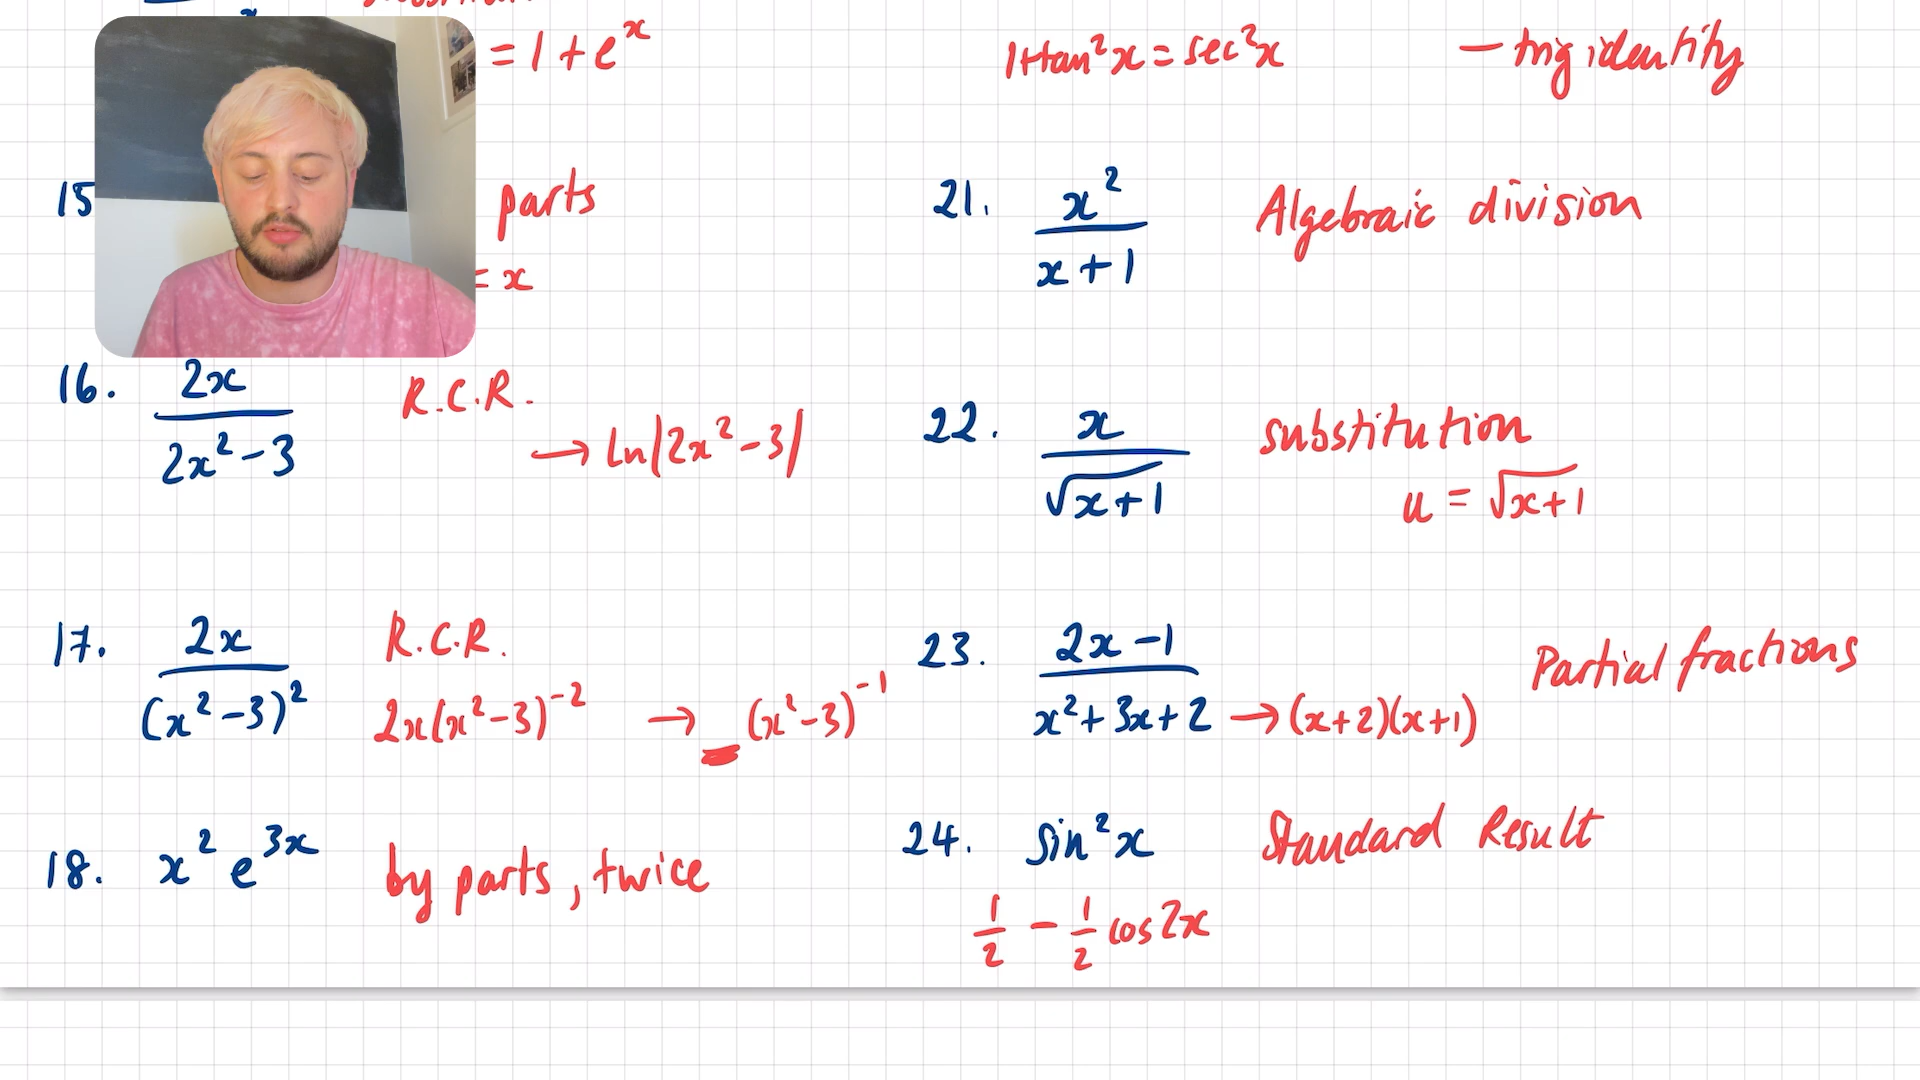 = 1 + e^x
15
parts
= x
16. 2x / (2x² - 3) R.C.R.
→ ln|2x² - 3|
17. 2x / (x² - 3)² R.C.R.
2x(x² - 3)^-2 → _ (x² - 3)^-1
18. x² e^3x by parts, twice
1+tan²x = sec²x - trig identity
21. x² / (x + 1) Algebraic division
22. x / √(x + 1) substitution
u = √(x+1)
23. (2x - 1) / (x² + 3x + 2) → (x+2)(x+1) Partial fractions
24. sin²x Standard Result
1/2 - 1/2 cos2x